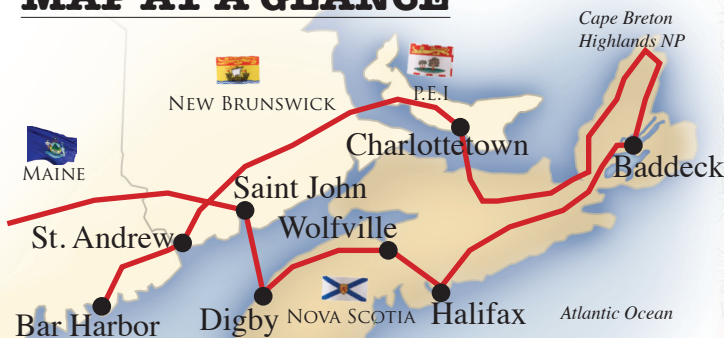 MAP AT A GLANCE
Cape Breton
Highlands NP
P.E.I
NEW BRUNSWICK
Charlottetown
MAINE
Baddeck
Saint John
Wolfville
St. Andrew
Digby
NOVA SCOTIA
Halifax
Atlantic Ocean
Bar Harbor